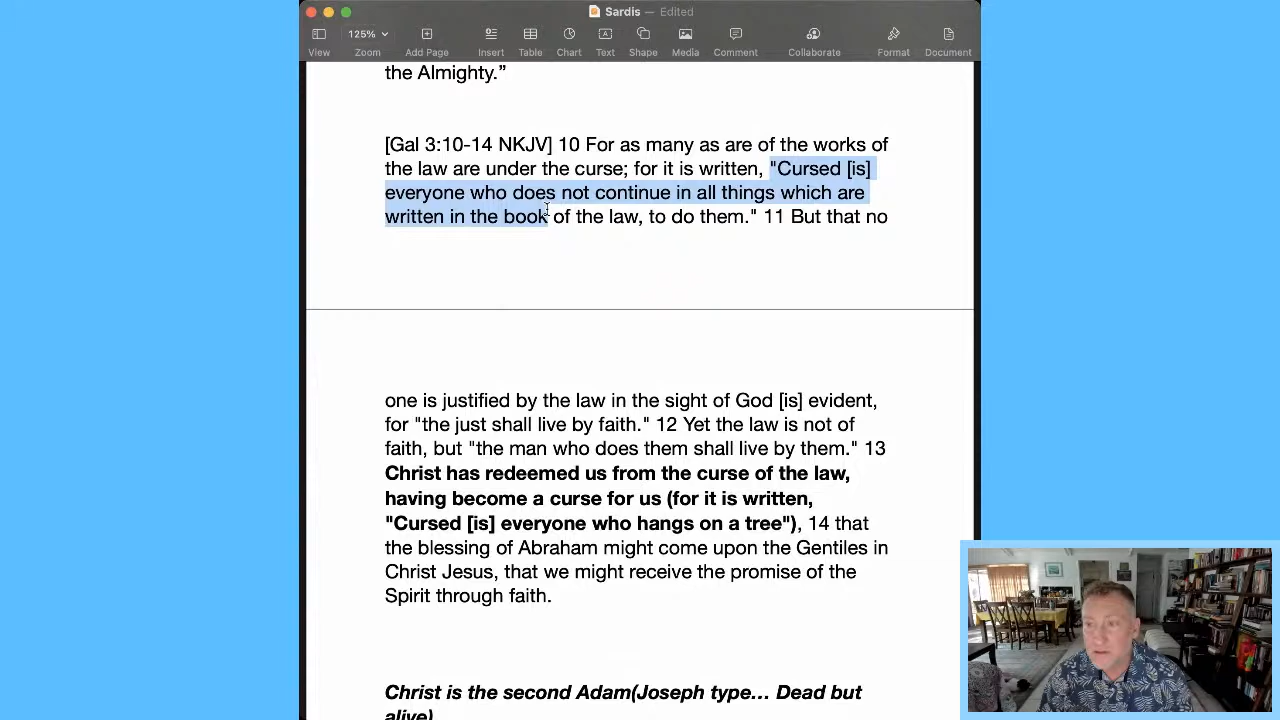 Sardis — Edited
View
125%
Zoom
Add Page
Insert
Table
Chart
Text
Shape
Media
Comment
Collaborate
Format
Document
the Almighty.”
[Gal 3:10-14 NKJV] 10 For as many as are of the works of
the law are under the curse; for it is written, "Cursed [is]
everyone who does not continue in all things which are
written in the book of the law, to do them." 11 But that no
one is justified by the law in the sight of God [is] evident,
for "the just shall live by faith." 12 Yet the law is not of
faith, but "the man who does them shall live by them." 13
Christ has redeemed us from the curse of the law,
having become a curse for us (for it is written,
"Cursed [is] everyone who hangs on a tree"), 14 that
the blessing of Abraham might come upon the Gentiles in
Christ Jesus, that we might receive the promise of the
Spirit through faith.
Christ is the second Adam(Joseph type... Dead but
alive)